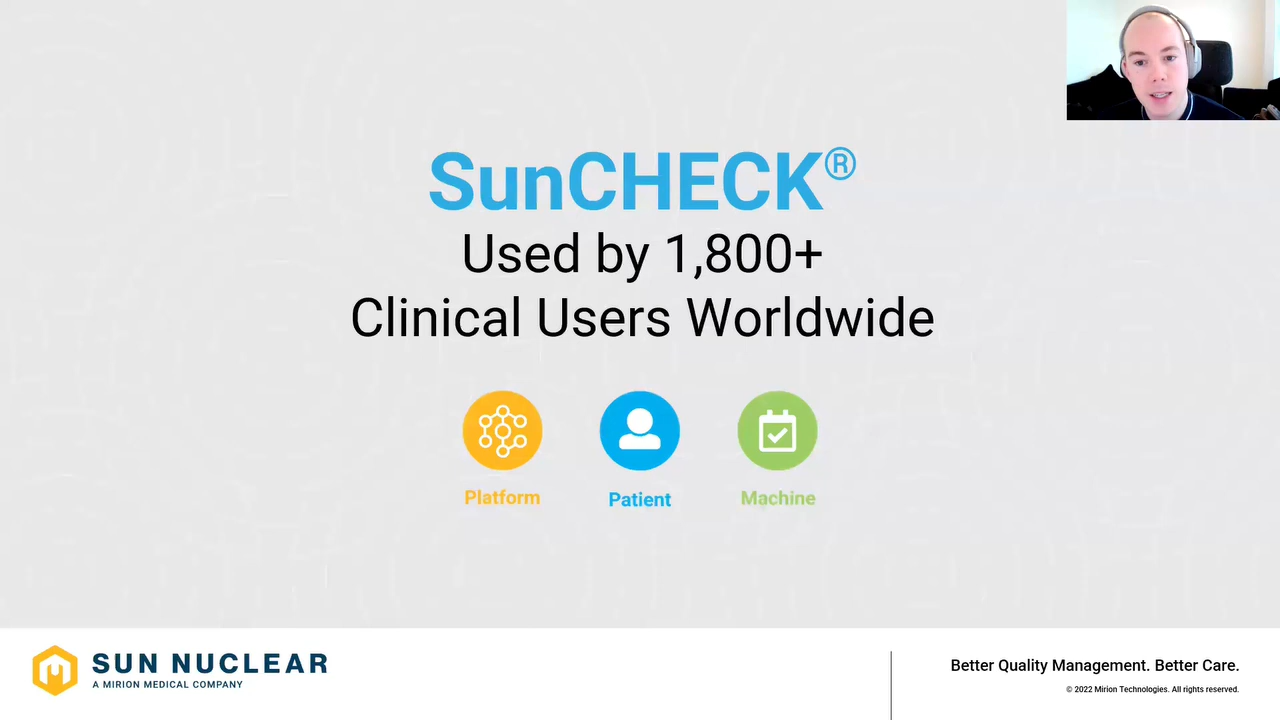 SunCHECK®
Used by 1,800+
Clinical Users Worldwide
Platform
Patient
Machine
SUN NUCLEAR
A MIRION MEDICAL COMPANY
Better Quality Management. Better Care.
© 2022 Mirion Technologies. All rights reserved.